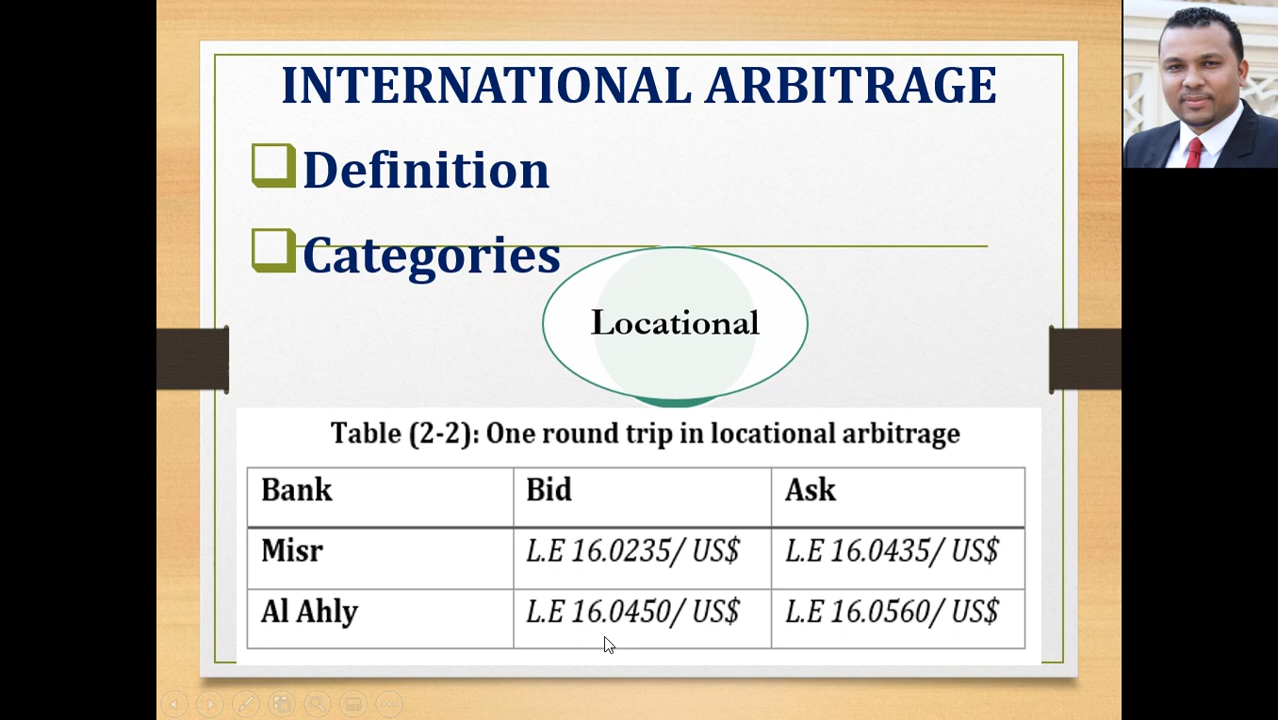 INTERNATIONAL ARBITRAGE
Definition
Categories
Locational
Table (2-2): One round trip in locational arbitrage
Bank Bid Ask
Misr L.E 16.0235/ US$ L.E 16.0435/ US$
Al Ahly L.E 16.0450/ US$ L.E 16.0560/ US$